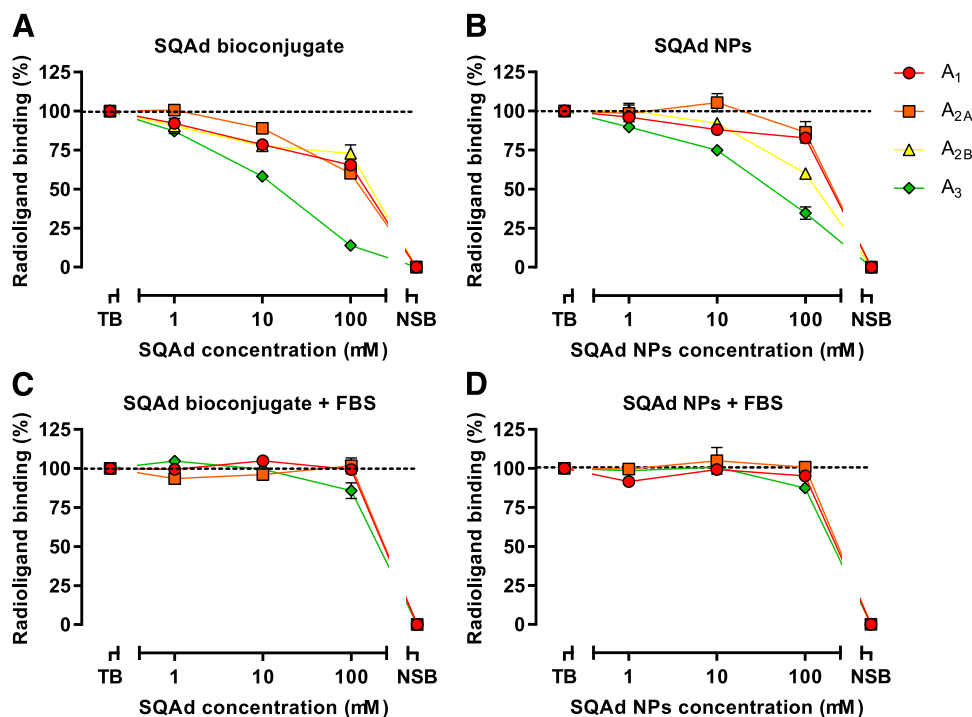 A
SQAd bioconjugate
Radioligand binding (%)
125
100
75
50
25
0
TB
1
10
100
NSB
SQAd concentration (mM)
B
SQAd NPs
Radioligand binding (%)
125
100
75
50
25
0
TB
1
10
100
NSB
SQAd NPs concentration (mM)
A1
A2A
A2B
A3
C
SQAd bioconjugate + FBS
Radioligand binding (%)
125
100
75
50
25
0
TB
1
10
100
NSB
SQAd concentration (mM)
D
SQAd NPs + FBS
Radioligand binding (%)
125
100
75
50
25
0
TB
1
10
100
NSB
SQAd NPs concentration (mM)